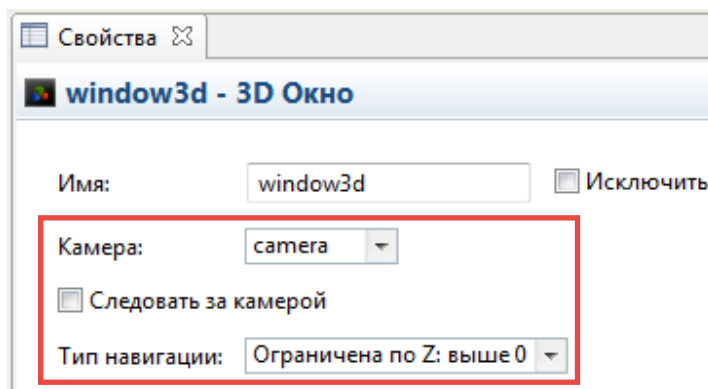 Свойства
window3d - 3D Окно
Имя: window3d Исключить
Камера: camera
Следовать за камерой
Тип навигации: Ограничена по Z: выше 0